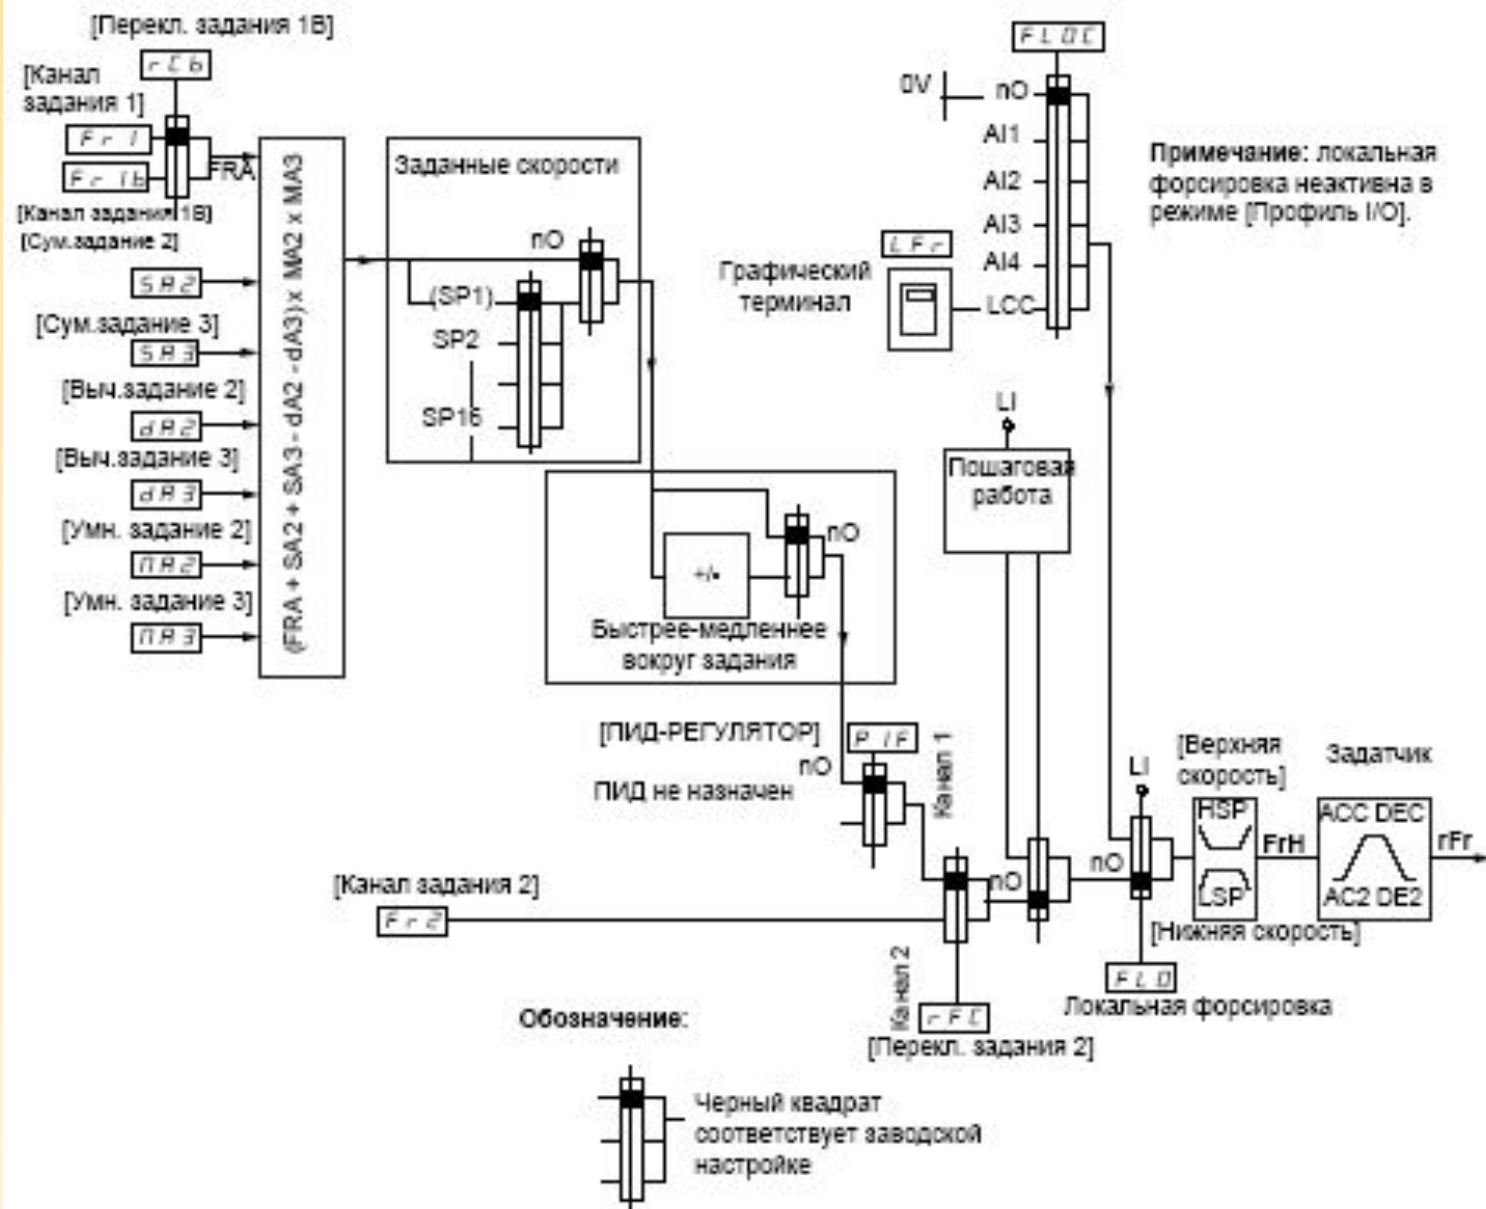 [Перекл. задания 1B]
rCb
[Канал
задания 1]
Fr1
Fr1b
FRA
[Канал задания 1B]
[Сум.задание 2]
SA2
[Сум.задание 3]
SA3
[Выч.задание 2]
dA2
[Выч.задание 3]
dA3
[Умн. задание 2]
MA2
[Умн. задание 3]
MA3
(FRA + SA2 + SA3 - dA2 - dA3) x MA2 x MA3
Заданные скорости
nO
(SP1)
SP2
SP16
+/-
nO
Быстрее-медленнее
вокруг задания
FLOC
0V
nO
AI1
AI2
AI3
AI4
LCC
LFr
Графический
терминал
Примечание: локальная
форсировка неактивна в
режиме [Профиль I/O].
LI
Пошаговая
работа
[ПИД-РЕГУЛЯТОР]
PIF
nO
ПИД не назначен
Канал 1
[Канал задания 2]
Fr2
Канал 2
rFC
[Перекл. задания 2]
nO
nO
LI
FLO
Локальная форсировка
[Верхняя
скорость]
HSP
LSP
[Нижняя скорость]
FrH
Задатчик
ACC DEC
AC2 DE2
rFr
Обозначение:
Черный квадрат
соответствует заводской
настройке